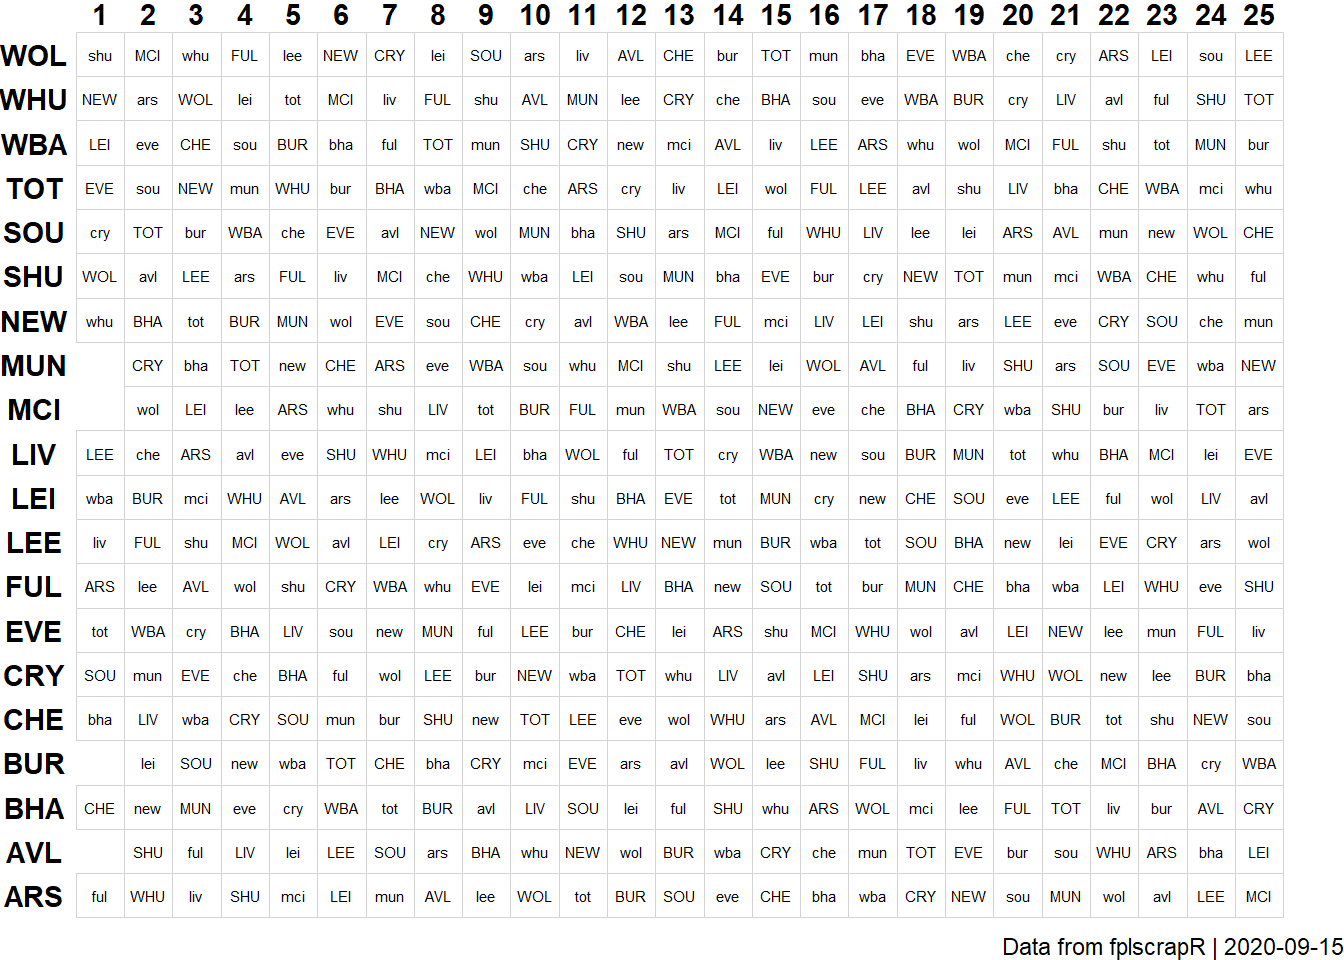 1 2 3 4 5 6 7 8 9 10 11 12 13 14 15 16 17 18 19 20 21 22 23 24 25
WOL shu MCI whu FUL lee NEW CRY lei SOU ars liv AVL CHE bur TOT mun bha EVE WBA che cry ARS LEI sou LEE
WHU NEW ars WOL lei tot MCI liv FUL shu AVL MUN lee CRY che BHA sou eve WBA BUR cry LIV avl ful SHU TOT
WBA LEI eve CHE sou BUR bha ful TOT mun SHU CRY new mci AVL liv LEE ARS whu wol MCI FUL shu tot MUN bur
TOT EVE sou NEW mun WHU bur BHA wba MCI che ARS cry liv LEI wol FUL LEE avl shu LIV bha CHE WBA mci whu
SOU cry TOT bur WBA che EVE avl NEW wol MUN bha SHU ars MCI ful WHU LIV lee lei ARS AVL mun new WOL CHE
SHU WOL avl LEE ars FUL liv MCI che WHU wba LEI sou MUN bha EVE bur cry NEW TOT mun mci WBA CHE whu ful
NEW whu BHA tot BUR MUN wol EVE sou CHE cry avl WBA lee FUL mci LIV LEI shu ars LEE eve CRY SOU che mun
MUN CRY bha TOT new CHE ARS eve WBA sou whu MCI shu LEE lei WOL AVL ful liv SHU ars SOU EVE wba NEW
MCI wol LEI lee ARS whu shu LIV tot BUR FUL mun WBA sou NEW eve che BHA CRY wba SHU bur liv TOT ars
LIV LEE che ARS avl eve SHU WHU mci LEI bha WOL ful TOT cry WBA new sou BUR MUN tot whu BHA MCI lei EVE
LEI wba BUR mci WHU AVL ars lee WOL liv FUL shu BHA EVE tot MUN cry new CHE SOU eve LEE ful wol LIV avl
LEE liv FUL shu MCI WOL avl LEI cry ARS eve che WHU NEW mun BUR wba tot SOU BHA new lei EVE CRY ars wol
FUL ARS lee AVL wol shu CRY WBA whu EVE lei mci LIV BHA new SOU tot bur MUN CHE bha wba LEI WHU eve SHU
EVE tot WBA cry BHA LIV sou new MUN ful LEE bur CHE lei ARS shu MCI WHU wol avl LEI NEW lee mun FUL liv
CRY SOU mun EVE che BHA ful wol LEE bur NEW wba TOT whu LIV avl LEI SHU ars mci WHU WOL new lee BUR bha
CHE bha LIV wba CRY SOU mun bur SHU new TOT LEE eve wol WHU ars AVL MCI lei ful WOL BUR tot shu NEW sou
BUR lei SOU new wba TOT CHE bha CRY mci EVE ars avl WOL lee SHU FUL liv whu AVL che MCI BHA cry WBA
BHA CHE new MUN eve cry WBA tot BUR avl LIV SOU lei ful SHU whu ARS WOL mci lee FUL TOT liv bur AVL CRY
AVL SHU ful LIV lei LEE SOU ars BHA whu NEW wol BUR wba CRY che mun TOT EVE bur sou WHU ARS bha LEI
ARS ful WHU liv SHU mci LEI mun AVL lee WOL tot BUR SOU eve CHE bha wba CRY NEW sou MUN wol avl LEE MCI
Data from fplscrapR | 2020-09-15